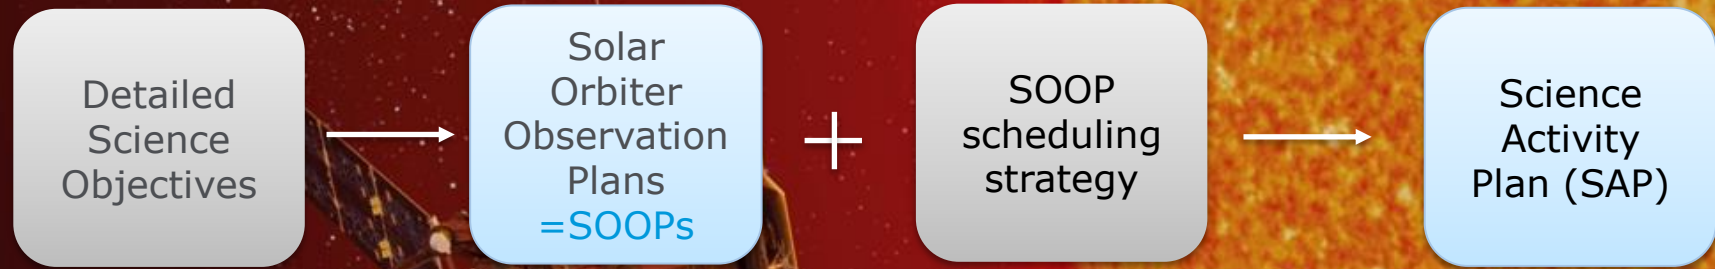 Detailed
Science
Objectives
Solar
Orbiter
Observation
Plans
=SOOPs
+
SOOP
scheduling
strategy
Science
Activity
Plan (SAP)